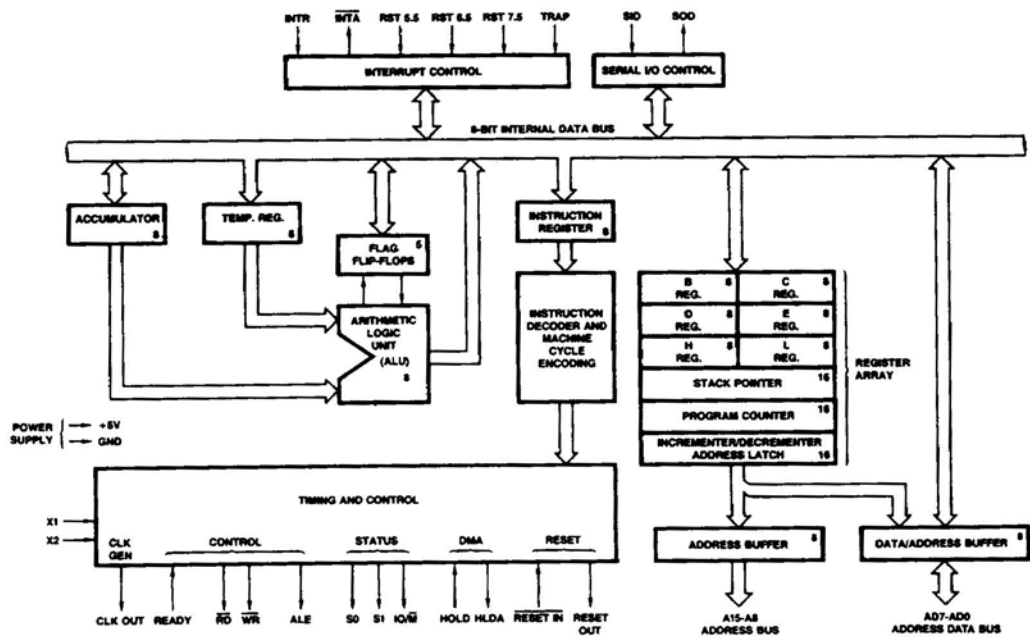 INTR I̅N̅T̅A̅ RST 5.5 RST 6.5 RST 7.5 TRAP
SID SOD
INTERRUPT CONTROL
SERIAL I/O CONTROL
8-BIT INTERNAL DATA BUS
ACCUMULATOR
8
TEMP. REG.
8
FLAG
FLIP-FLOPS
5
INSTRUCTION
REGISTER
8
ARITHMETIC
LOGIC
UNIT
(ALU)
8
INSTRUCTION
DECODER AND
MACHINE
CYCLE
ENCODING
B 8
REG.
C 8
REG.
D 8
REG.
E 8
REG.
H 8
REG.
L 8
REG.
STACK POINTER 16
PROGRAM COUNTER 16
INCREMENTER/DECREMENTER
ADDRESS LATCH 16
REGISTER
ARRAY
POWER
SUPPLY
+5V
GND
TIMING AND CONTROL
X1
X2
CLK
GEN
CONTROL
STATUS
DMA
RESET
CLK OUT READY R̅D̅ W̅R̅ ALE S0 S1 IO/M̅ HOLD HLDA R̅E̅S̅E̅T̅ I̅N̅ RESET
OUT
ADDRESS BUFFER 8
DATA/ADDRESS BUFFER 8
A15-A8
ADDRESS BUS
AD7-AD0
ADDRESS DATA BUS